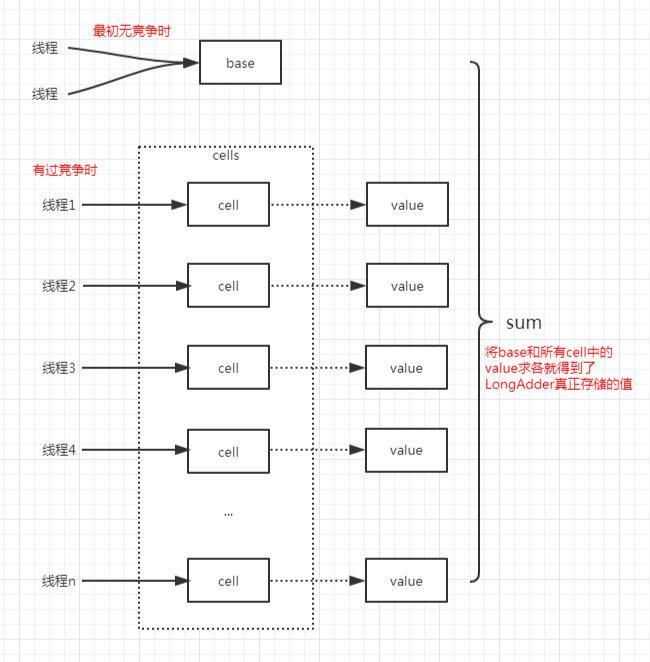 最初无竞争时
线程
base
线程
cells
有过竞争时
线程1
cell
value
线程2
cell
value
线程3
cell
value
线程4
cell
value
...
线程n
cell
value
sum
将base和所有cell中的
value求各就得到了
LongAdder真正存储的值